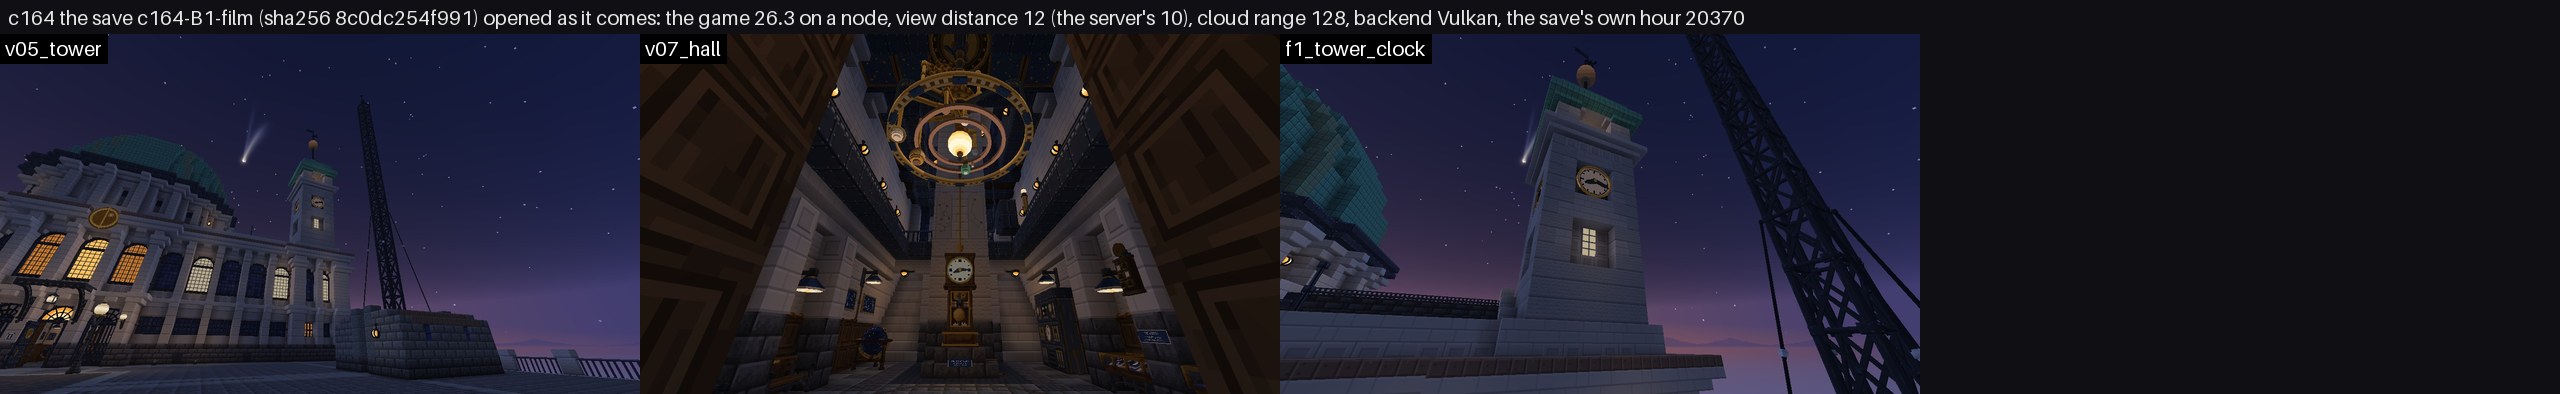 c164 the save c164-B1-film (sha256 8c0dc254f991) opened as it comes: the game 26.3 on a node, view distance 12 (the server's 10), cloud range 128, backend Vulkan, the save's own hour 20370
v05_tower
v07_hall
f1_tower_clock